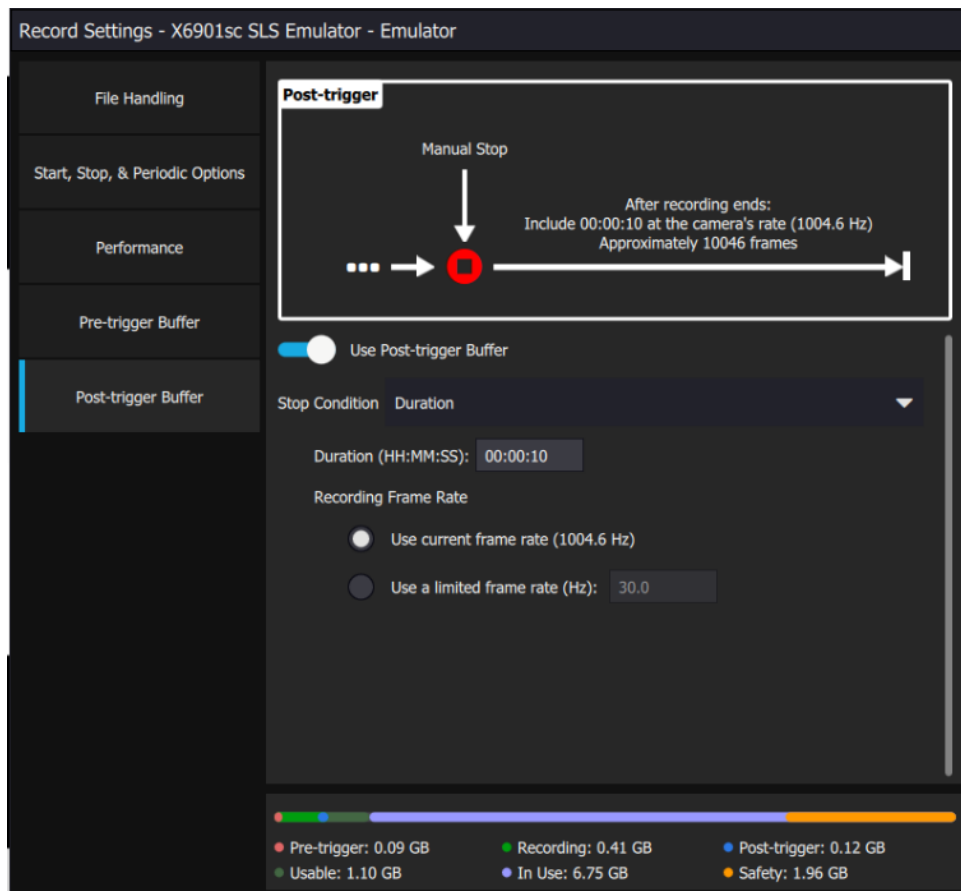 Record Settings - X6901sc SLS Emulator - Emulator
File Handling
Start, Stop, & Periodic Options
Performance
Pre-trigger Buffer
Post-trigger Buffer
Post-trigger
Manual Stop
After recording ends:
Include 00:00:10 at the camera's rate (1004.6 Hz)
Approximately 10046 frames
Use Post-trigger Buffer
Stop Condition Duration
Duration (HH:MM:SS): 00:00:10
Recording Frame Rate
Use current frame rate (1004.6 Hz)
Use a limited frame rate (Hz): 30.0
Pre-trigger: 0.09 GB Recording: 0.41 GB Post-trigger: 0.12 GB
Usable: 1.10 GB In Use: 6.75 GB Safety: 1.96 GB